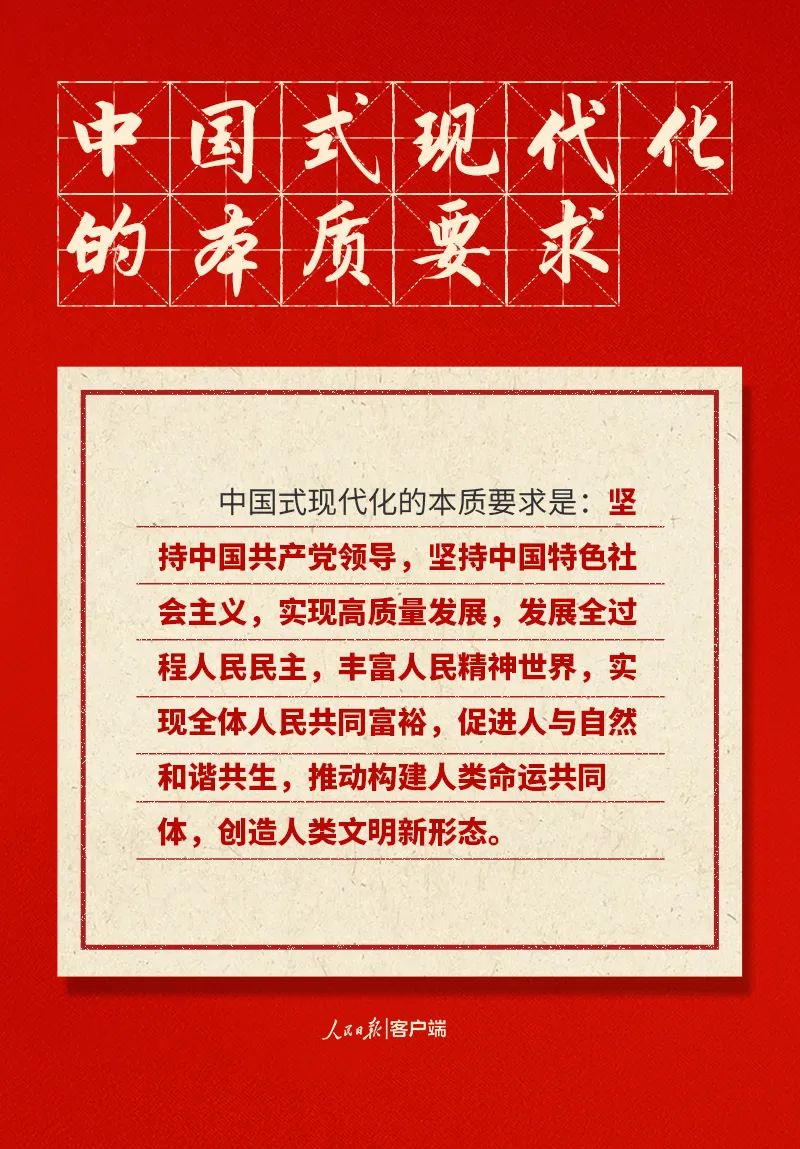 中国式现代化
的本质要求
中国式现代化的本质要求是：坚
持中国共产党领导，坚持中国特色社
会主义，实现高质量发展，发展全过
程人民民主，丰富人民精神世界，实
现全体人民共同富裕，促进人与自然
和谐共生，推动构建人类命运共同
体，创造人类文明新形态。
人民日报|客户端